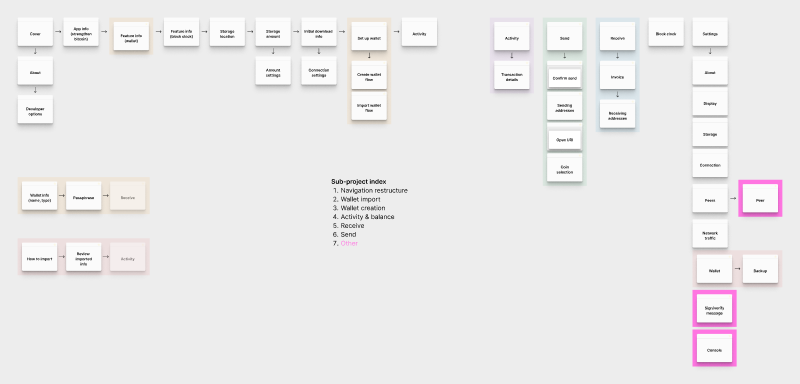 Cover
App info
(strengthen
bitcoin)
Feature info
(wallet)
Feature info
(block clock)
Storage
location
Storage
amount
Initial download
info
Set up wallet
Activity
About
Developer
options
Amount
settings
Connection
settings
Create wallet
flow
Import wallet
flow
Activity
Transaction
details
Send
Confirm send
Sending
addresses
Open URI
Coin
selection
Receive
Invoice
Receiving
addresses
Block clock
Settings
About
Display
Storage
Connection
Peers
Peer
Network
traffic
Wallet
Backup
Sign/verify
message
Console
Wallet info
(name, type)
Passphrase
Receive
How to import
Review
imported
info
Activity
Sub-project index
1. Navigation restructure
2. Wallet import
3. Wallet creation
4. Activity & balance
5. Receive
6. Send
7. Other